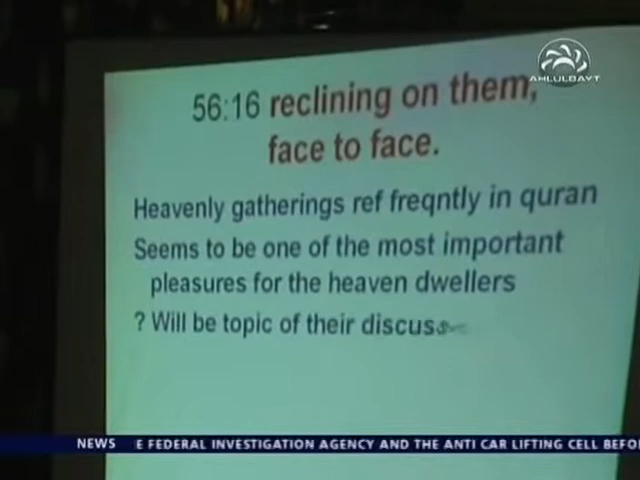 AHLULBAYT
56:16 reclining on them,
face to face.
Heavenly gatherings ref freqntly in quran
Seems to be one of the most important
pleasures for the heaven dwellers
? Will be topic of their
NEWS E FEDERAL INVESTIGATION AGENCY AND THE ANTI CAR LIFTING CELL BEFO